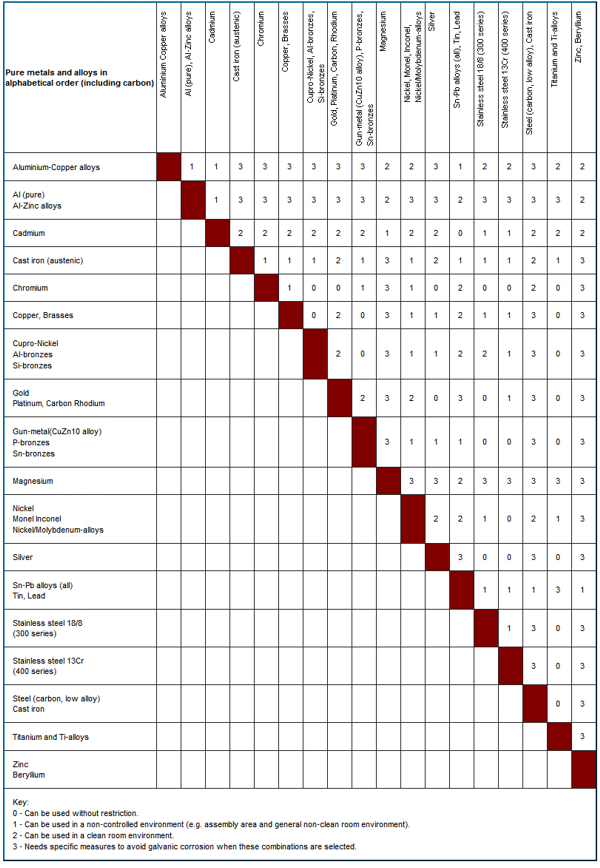 Pure metals and alloys in
alphabetical order (including carbon)
Aluminium Copper alloys
Al (pure), Al-Zinc alloys
Cadmium
Cast iron (austenic)
Chromium
Copper, Brasses
Cupro-Nickel, Al-bronzes,
Si-bronzes
Gold, Platinum, Carbon, Rhodium
Gun-metal (CuZn10 alloy), P-bronzes,
Sn-bronzes
Magnesium
Nickel, Monel, Inconel,
Nickel/Molybdenum-alloys
Silver
Sn-Pb alloys (all), Tin, Lead
Stainless steel 18/8 (300 series)
Stainless steel 13Cr (400 series)
Steel (carbon, low alloy), Cast iron
Titanium and Ti-alloys
Zinc, Beryllium
Aluminium-Copper alloys 1 1 3 3 3 3 3 3 2 2 3 1 2 2 3 2 2
Al (pure)
Al-Zinc alloys 1 3 3 3 3 3 3 2 3 3 2 3 3 3 3 2
Cadmium 2 2 2 2 2 2 1 2 2 0 1 1 2 2 2
Cast iron (austenic) 1 1 1 2 1 3 1 2 1 1 1 2 1 3
Chromium 1 0 0 1 3 1 0 2 0 0 2 0 3
Copper, Brasses 0 2 0 3 1 1 2 1 1 3 0 3
Cupro-Nickel
Al-bronzes 2 0 3 1 1 2 2 1 3 0 3
Si-bronzes
Gold
Platinum, Carbon Rhodium 2 3 2 0 3 0 1 3 0 3
Gun-metal(CuZn10 alloy)
P-bronzes 3 1 1 1 0 0 3 0 3
Sn-bronzes
Magnesium 3 3 2 3 3 3 3 3
Nickel
Monel Inconel 2 2 1 0 2 1 3
Nickel/Molybdenum-alloys
Silver 3 0 0 3 0 3
Sn-Pb alloys (all)
Tin, Lead 1 1 1 3 1
Stainless steel 18/8
(300 series) 1 3 0 3
Stainless steel 13Cr
(400 series) 3 0 3
Steel (carbon, low alloy)
Cast iron 0 3
Titanium and Ti-alloys 3
Zinc
Beryllium
Key:
0 - Can be used without restriction.
1 - Can be used in a non-controlled environment (e.g. assembly area and general non-clean room environment).
2 - Can be used in a clean room environment.
3 - Needs specific measures to avoid galvanic corrosion when these combinations are selected.